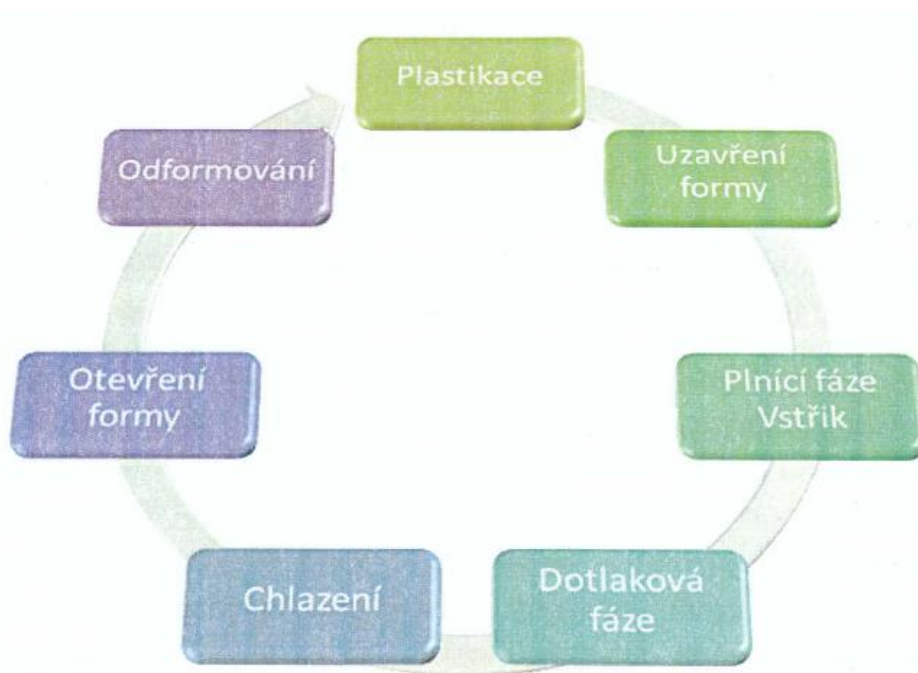 Plastikace
Uzavření
formy
Plnící fáze
Vstřik
Dotlaková
fáze
Chlazení
Otevření
formy
Odformování